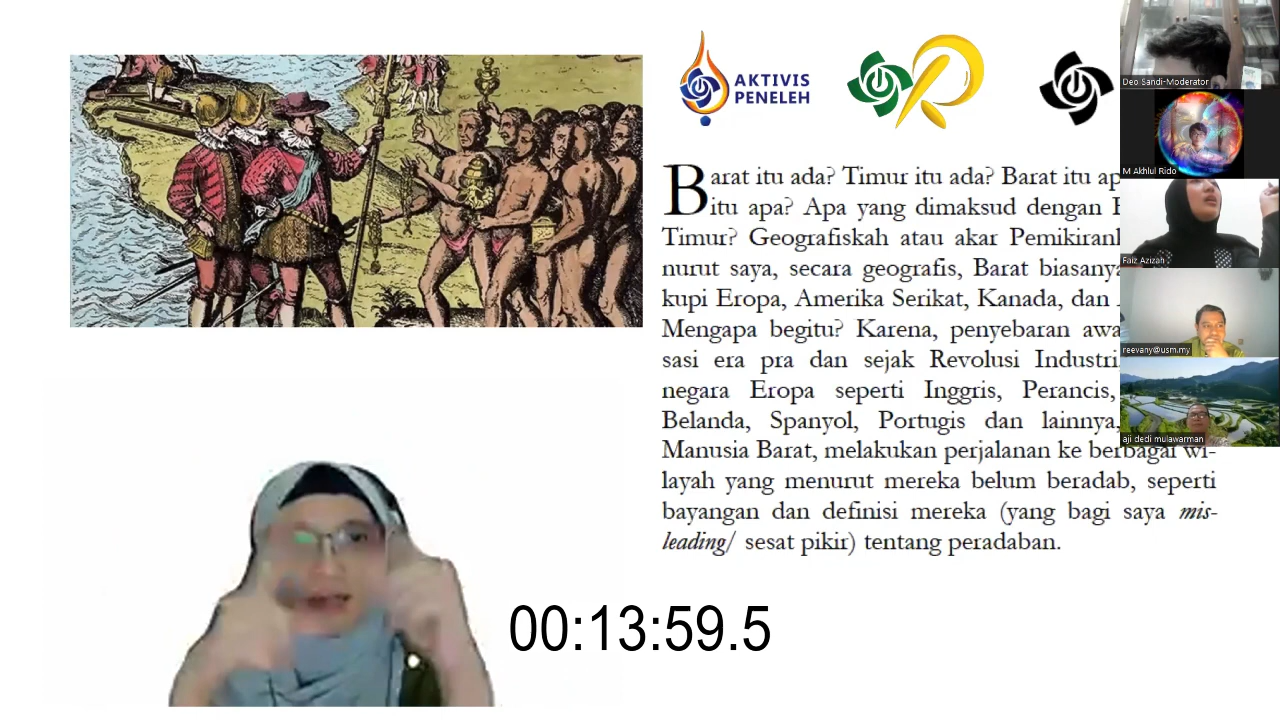 AKTIVIS
PENELEH
Deo Sandi-Moderator
M Akhlul Rido
Faiz Azizah
reevany@usm.my
aji dedi mulawarman
Barat itu ada? Timur itu ada? Barat itu
itu apa? Apa yang dimaksud dengan
Timur? Geografiskah atau akar
nurut saya, secara geografis, Barat
kupi Eropa, Amerika Serikat, Kanada, dan
Mengapa begitu? Karena, penyebaran
sasi era pra dan sejak Revolusi
negara Eropa seperti Inggris, Perancis,
Belanda, Spanyol, Portugis dan lainnya,
Manusia Barat, melakukan perjalanan ke berbagai wi-
layah yang menurut mereka belum beradab, seperti
bayangan dan definisi mereka (yang bagi saya mis-
leading/ sesat pikir) tentang peradaban.
00:13:59.5